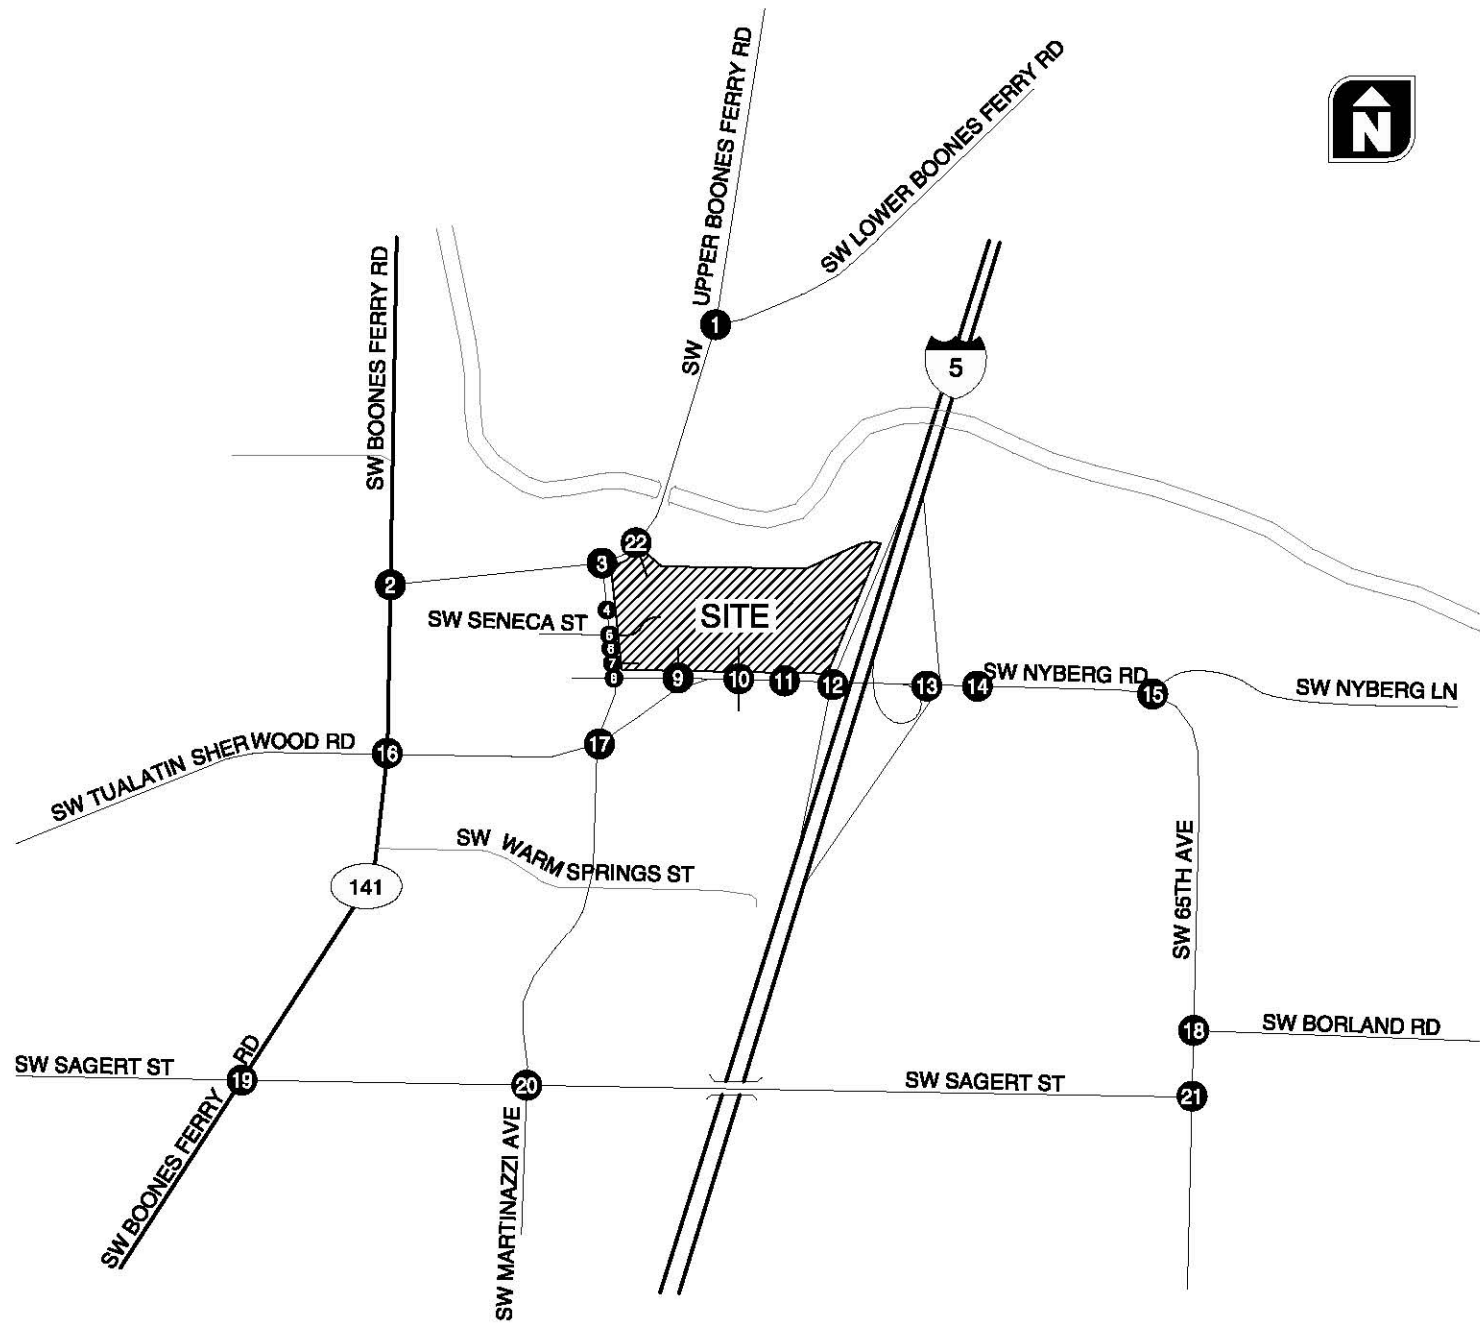 UPPER BOONES FERRY RD
SW
SW LOWER BOONES FERRY RD
N
SW BOONES FERRY RD
1
5
22
3
2
4
SITE
SW SENECA ST
5
6
7
8
9
10
11
12
13
14
SW NYBERG RD
15
SW NYBERG LN
SW TUALATIN SHERWOOD RD
16
17
SW WARM SPRINGS ST
141
SW 65TH AVE
18
SW BORLAND RD
SW SAGERT ST
19
SW BOONES FERRY RD
20
SW SAGERT ST
21
SW MARTINAZZI AVE